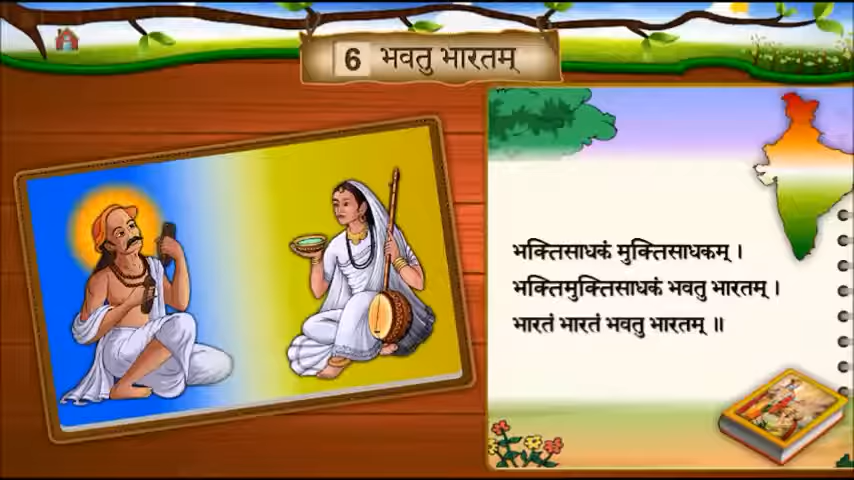 6 भवतु भारतम्
भक्तिसाधकं मुक्तिसाधकम् ।
भक्तिमुक्तिसाधकं भवतु भारतम् ।
भारतं भारतं भवतु भारतम् ॥